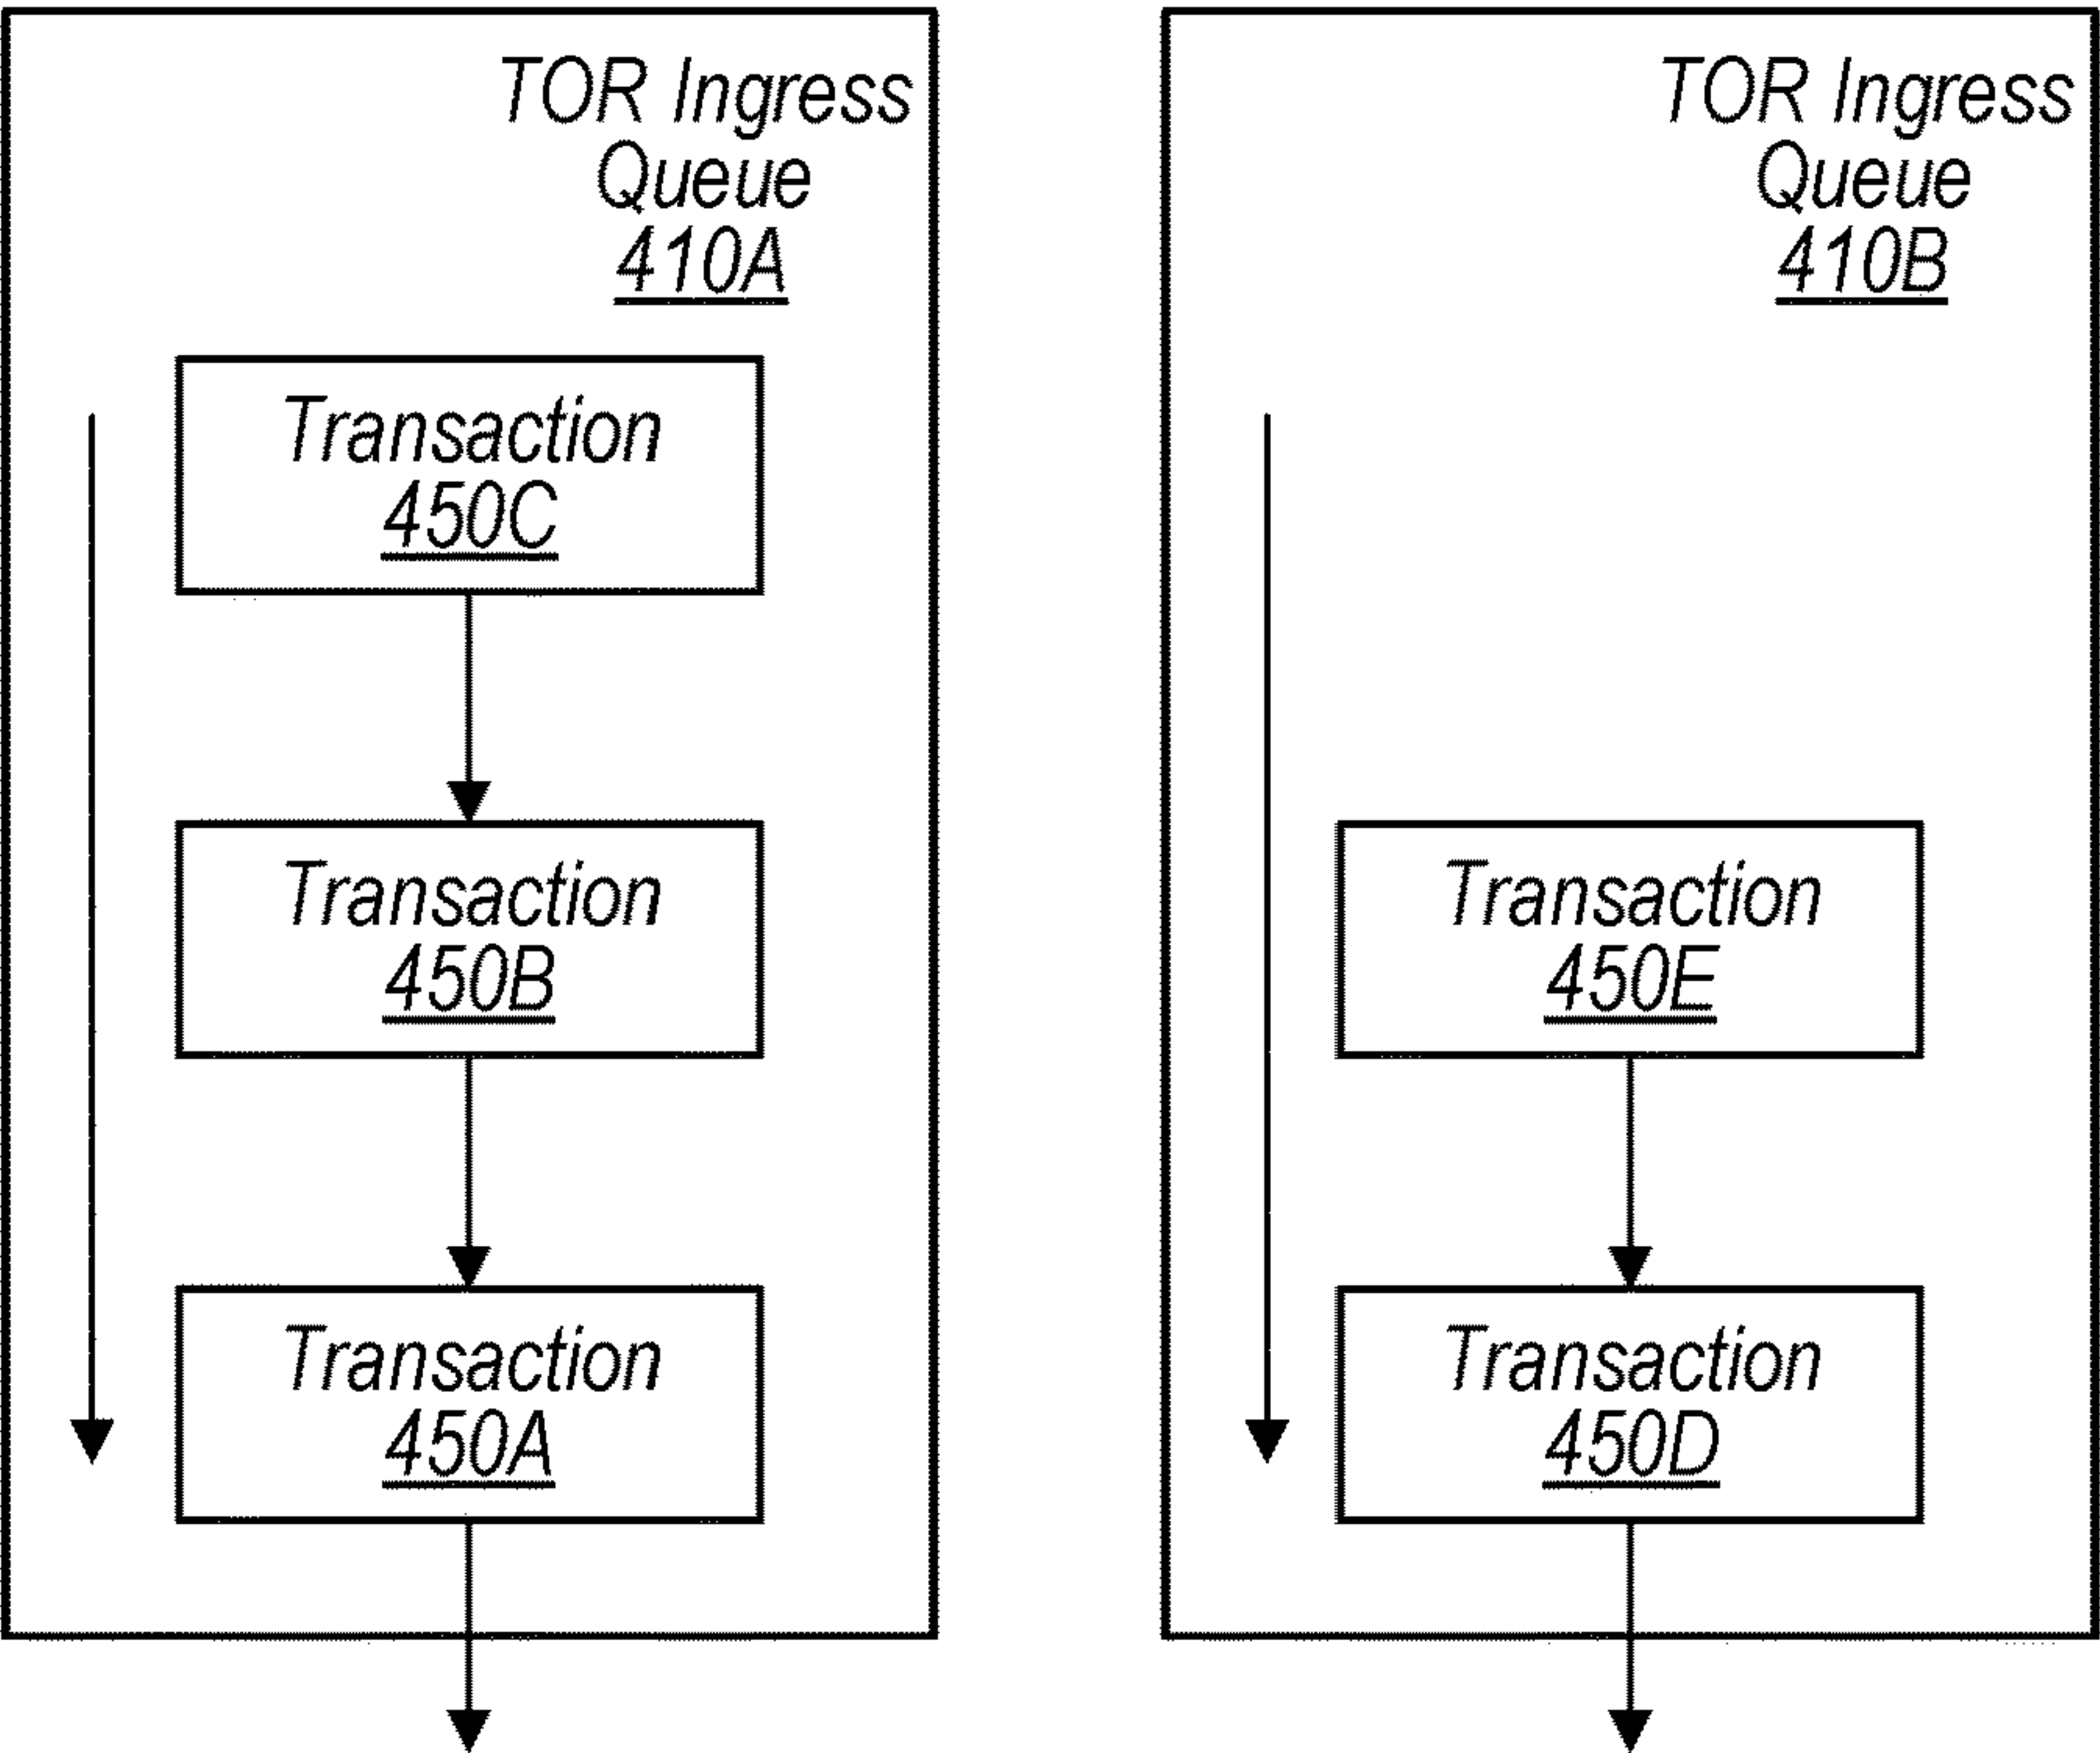 TOR Ingress
Queue
410A
Transaction
450C
Transaction
450B
Transaction
450A
TOR Ingress
Queue
410B
Transaction
450E
Transaction
450D